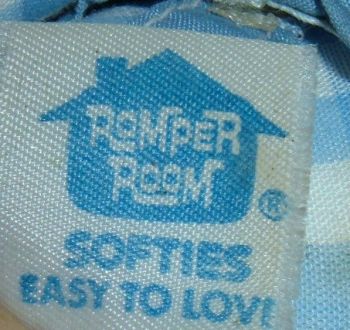 ROMPER
ROOM
®
SOFTIES
EASY TO LOVE